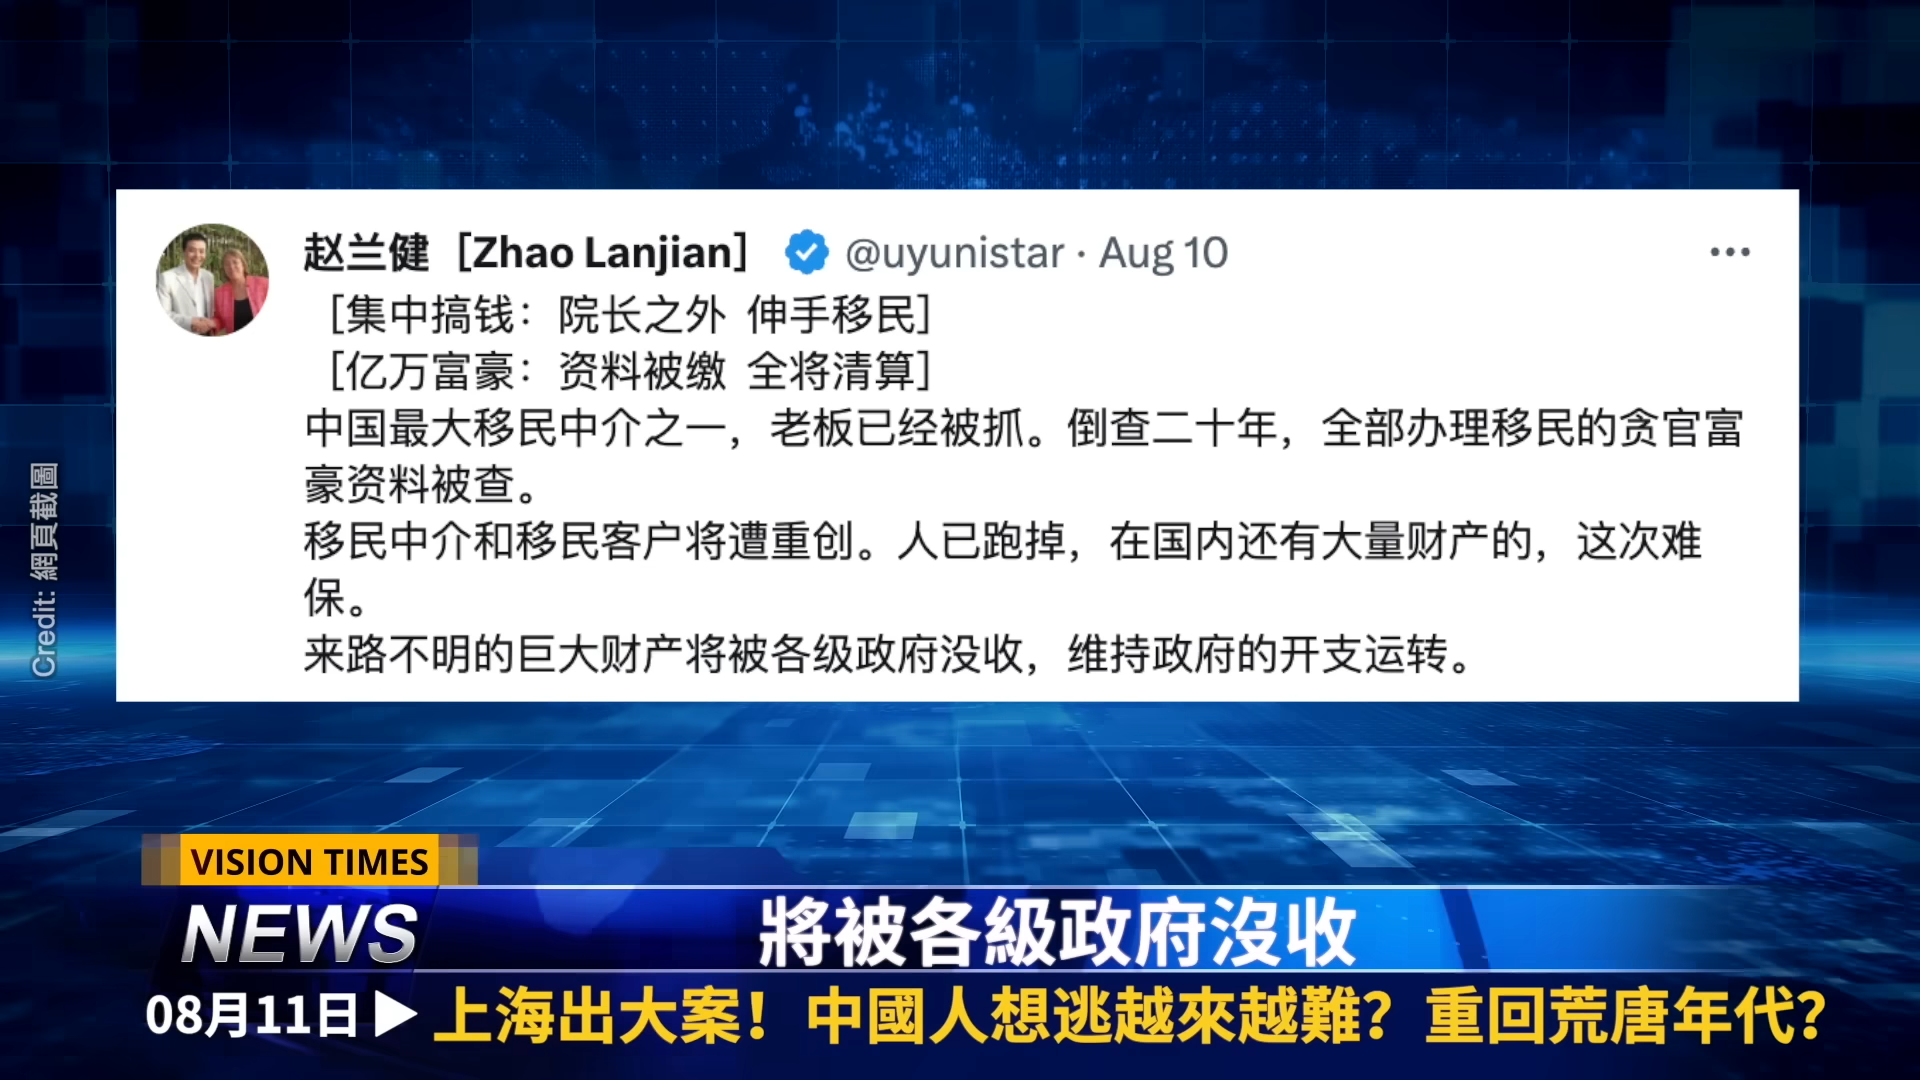 赵兰健［Zhao Lanjian］ @uyunistar · Aug 10
［集中搞钱：院长之外 伸手移民］
［亿万富豪：资料被缴 全将清算］
中国最大移民中介之一，老板已经被抓。倒查二十年，全部办理移民的贪官富
豪资料被查。
移民中介和移民客户将遭重创。人已跑掉，在国内还有大量财产的，这次难
保。
来路不明的巨大财产将被各级政府没收，维持政府的开支运转。
Credit: 網頁截圖
VISION TIMES
NEWS
將被各級政府沒收
08月11日
上海出大案！中國人想逃越來越難？重回荒唐年代？